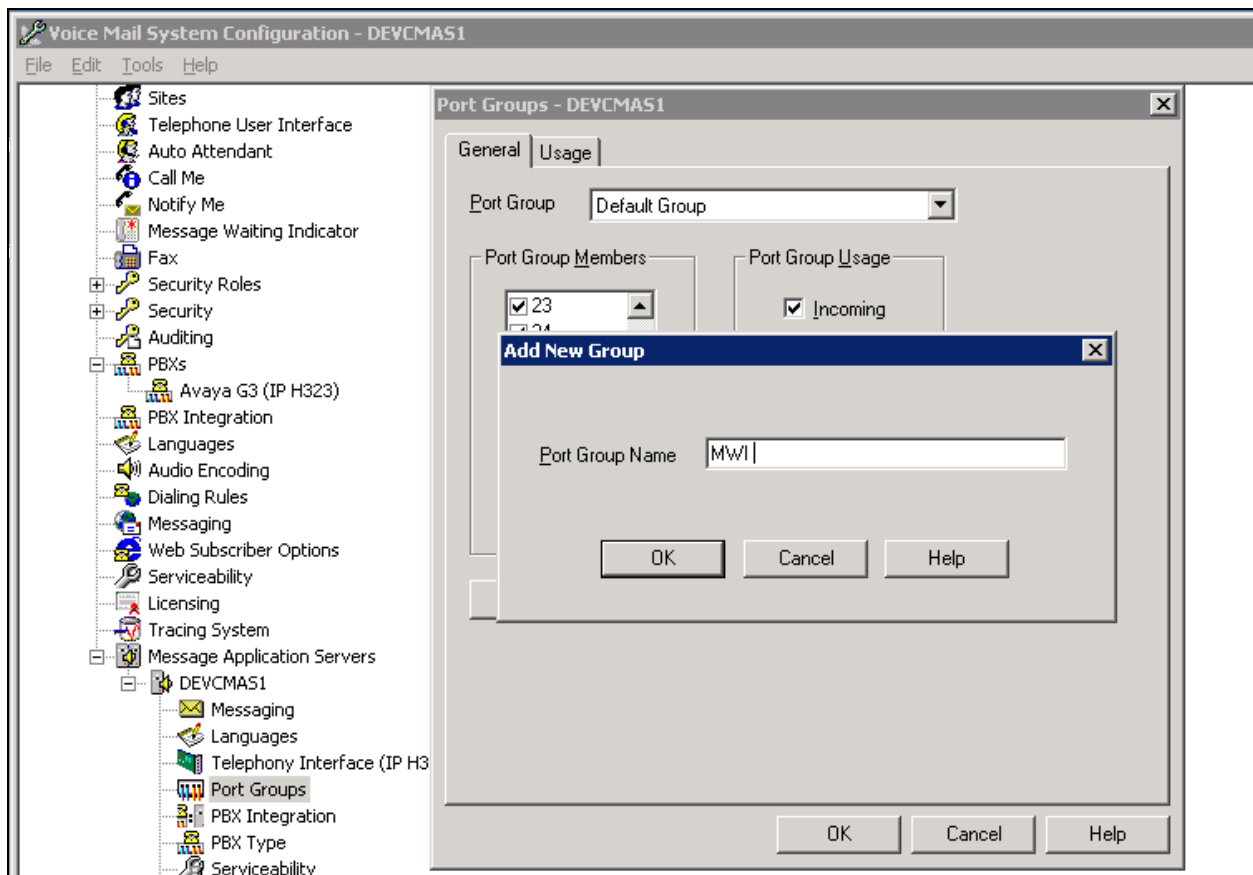 Voice Mail System Configuration - DEVCMAS1
File Edit Tools Help
Sites
Telephone User Interface
Auto Attendant
Call Me
Notify Me
Message Waiting Indicator
Fax
Security Roles
Security
Auditing
PBXs
Avaya G3 (IP H323)
PBX Integration
Languages
Audio Encoding
Dialing Rules
Messaging
Web Subscriber Options
Serviceability
Licensing
Tracing System
Message Application Servers
DEVCMAS1
Messaging
Languages
Telephony Interface (IP H3
Port Groups
PBX Integration
PBX Type
Serviceability
Port Groups - DEVCMAS1
General Usage
Port Group Default Group
Port Group Members Port Group Usage
23 Incoming
24
Add New Group
Port Group Name MWI
OK Cancel Help
OK Cancel Help